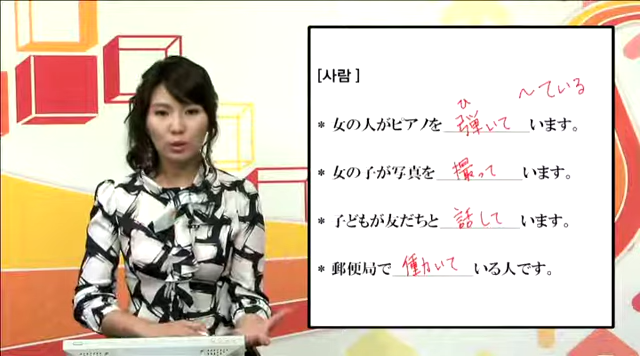 [사람]
～ている
ひ
* 女の人がピアノを 弾いて います。
* 女の子が写真を 撮って います。
* 子どもが友だちと 話して います。
* 郵便局で 働いて いる人です。